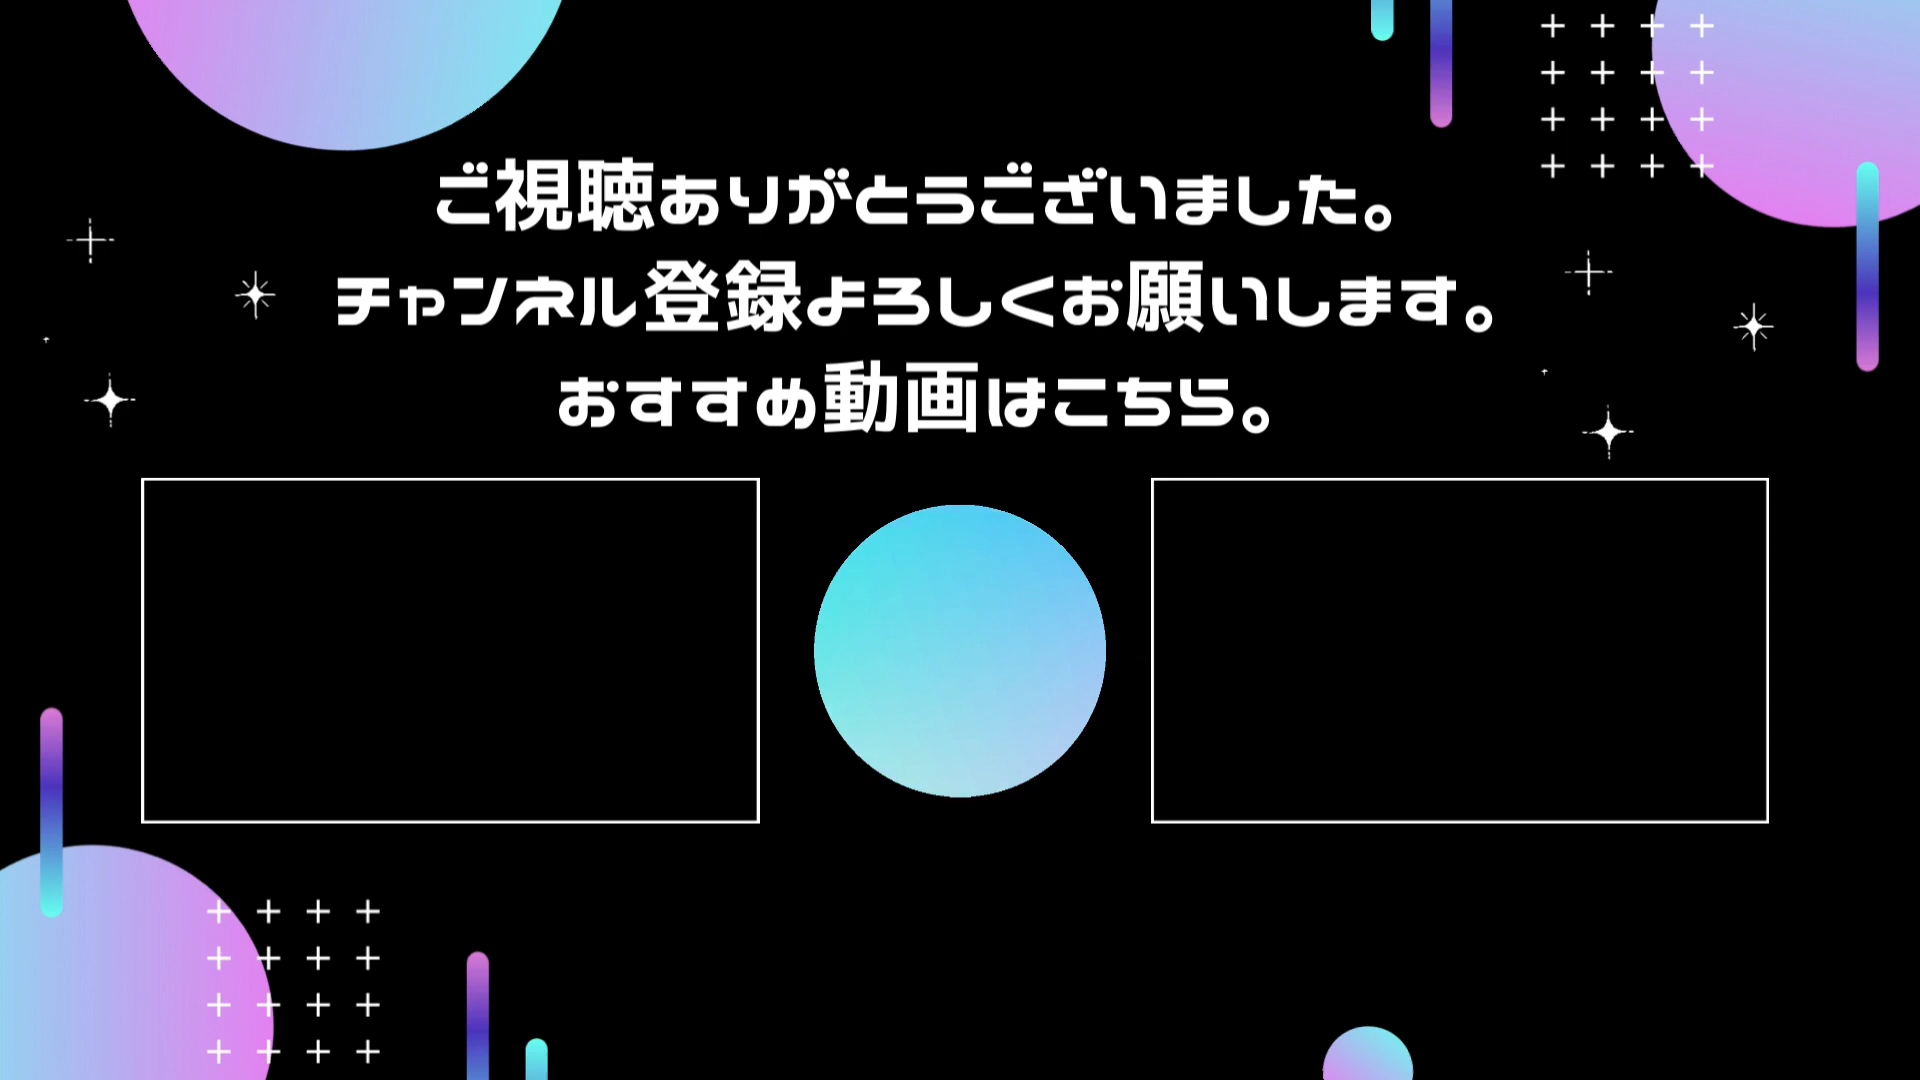 ご視聴ありがとうございました。
チャンネル登録よろしくお願いします。
おすすめ動画はこちら。